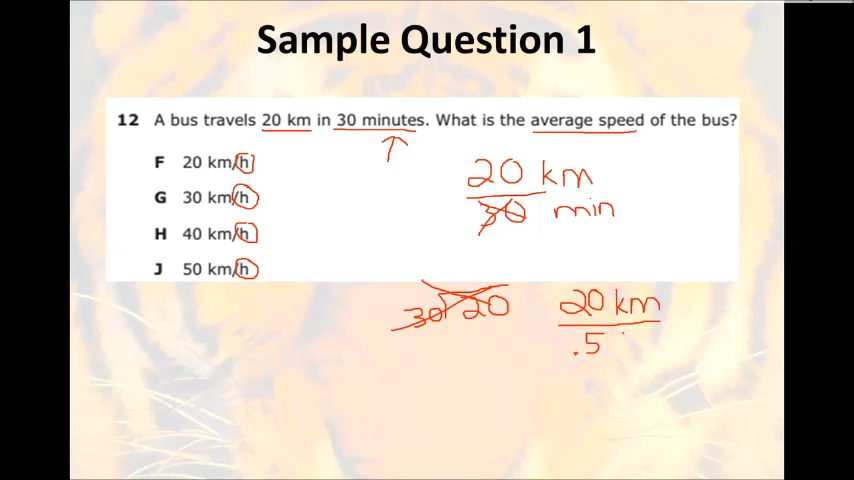 Sample Question 1
12 A bus travels 20 km in 30 minutes. What is the average speed of the bus?
F 20 km/h
G 30 km/h
H 40 km/h
J 50 km/h
20 km
30 min
30 20
20 km
.5